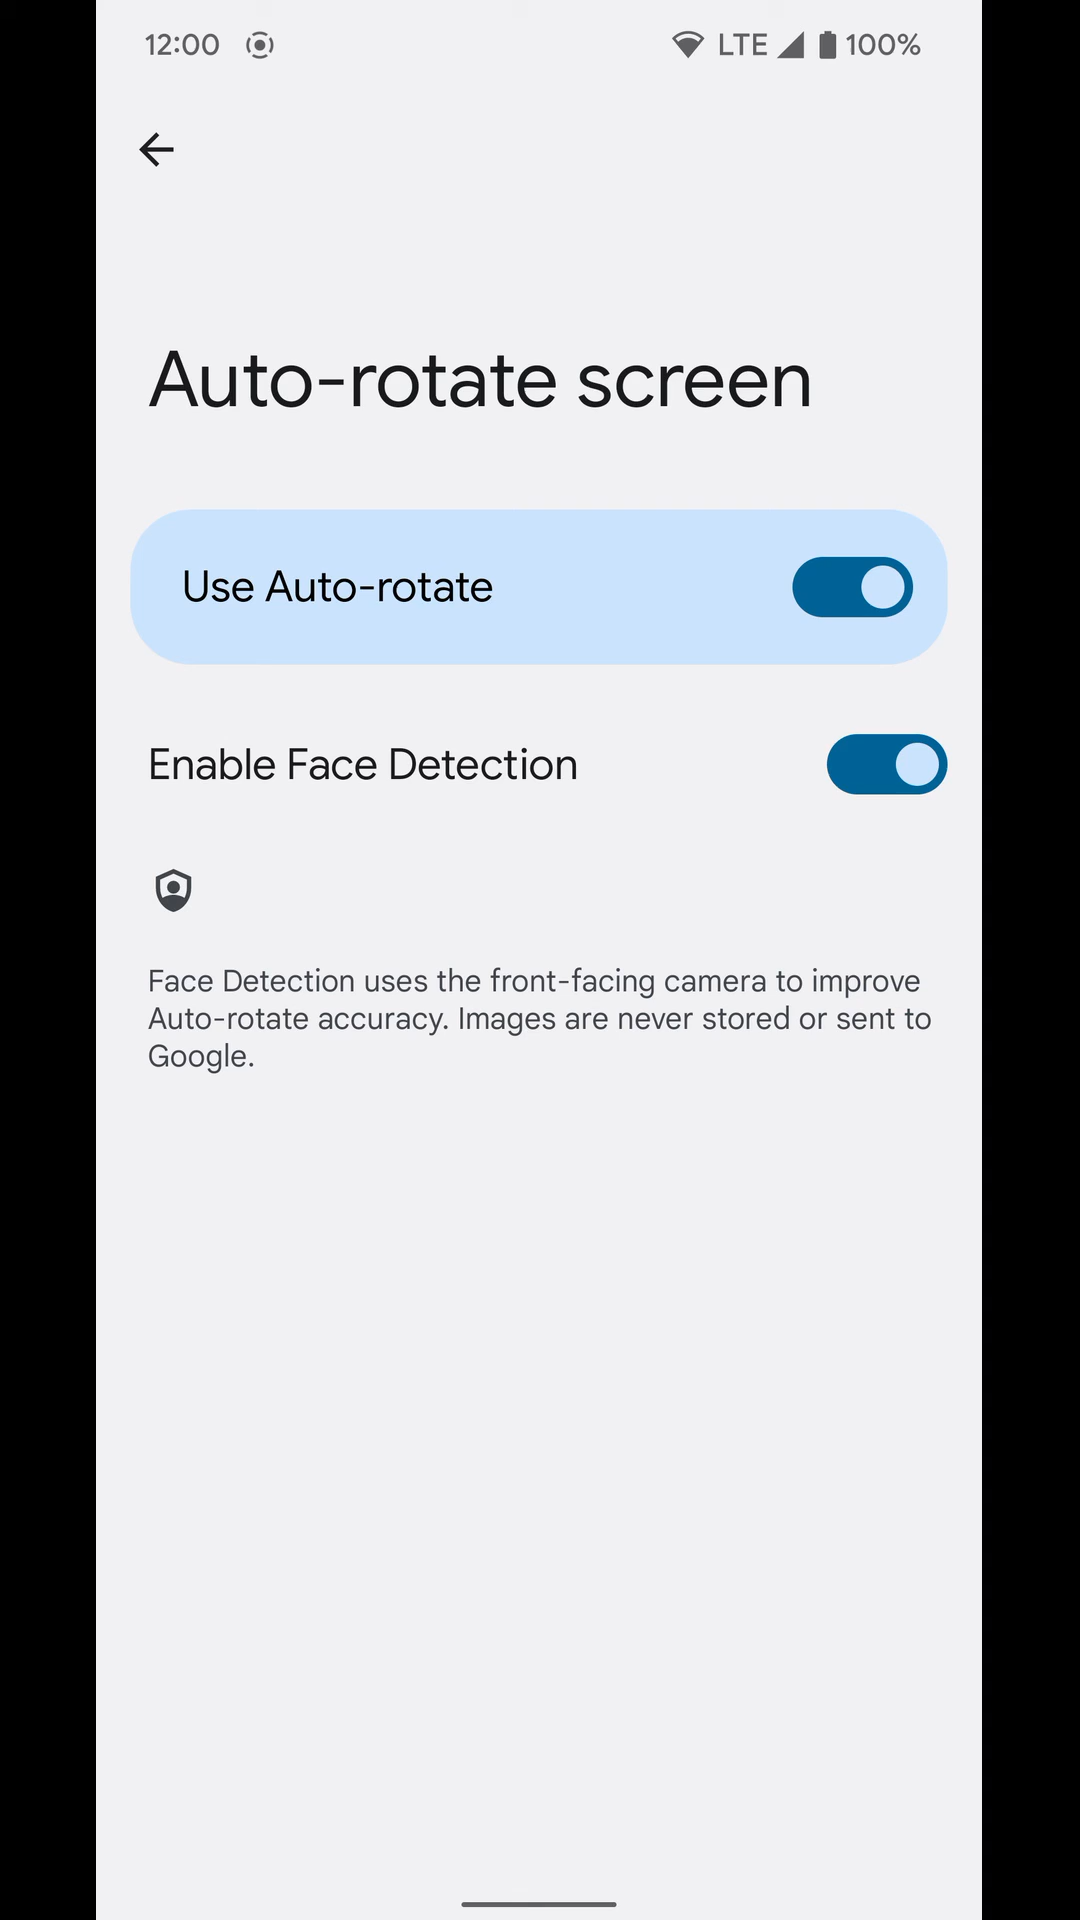 12:00 LTE 100%
Auto-rotate screen
Use Auto-rotate
Enable Face Detection
Face Detection uses the front-facing camera to improve
Auto-rotate accuracy. Images are never stored or sent to
Google.